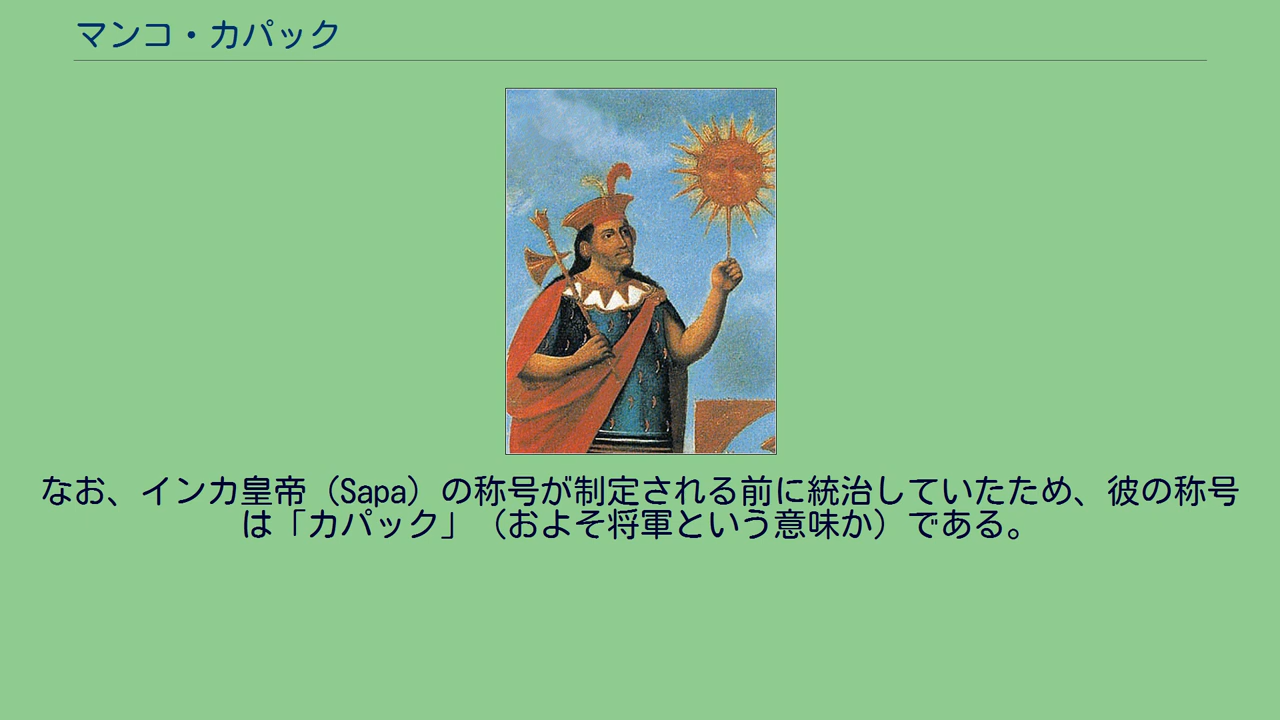 マンコ・カパック
なお、インカ皇帝（Sapa）の称号が制定される前に統治していたため、彼の称号
は「カパック」（およそ将軍という意味か）である。